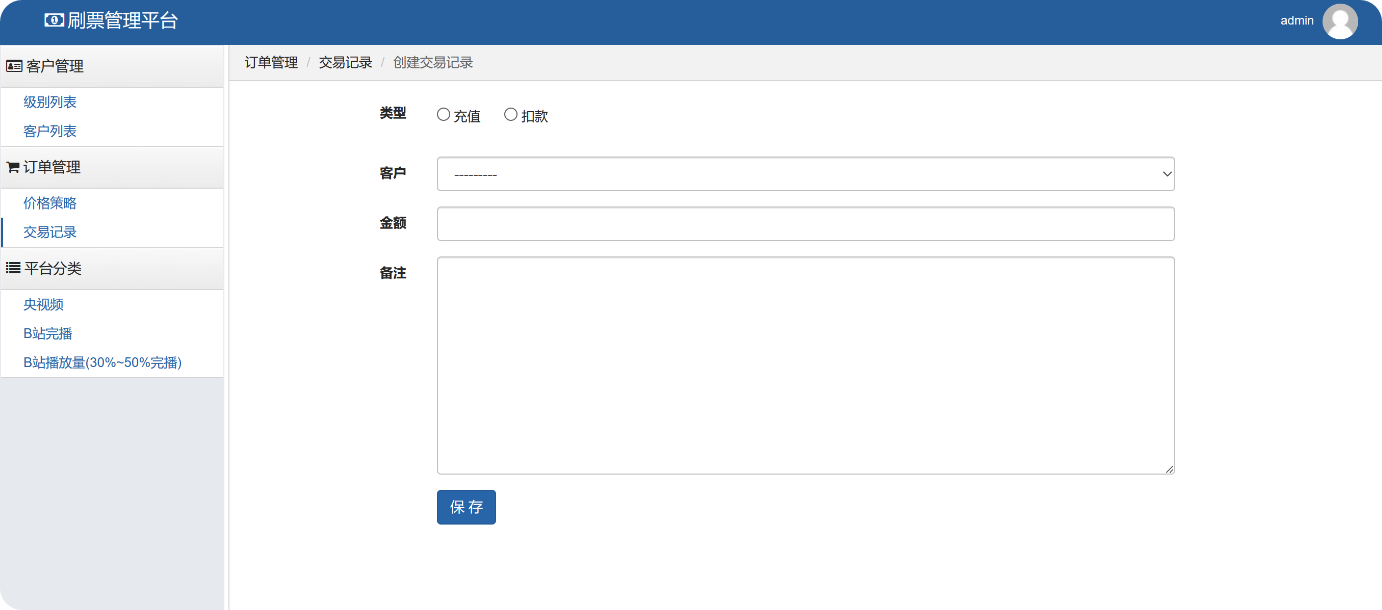 刷票管理平台
admin
客户管理
级别列表
客户列表
订单管理
价格策略
交易记录
平台分类
央视频
B站完播
B站播放量(30%~50%完播)
订单管理 / 交易记录 / 创建交易记录
类型 充值 扣款
客户 ---------
金额
备注
保 存